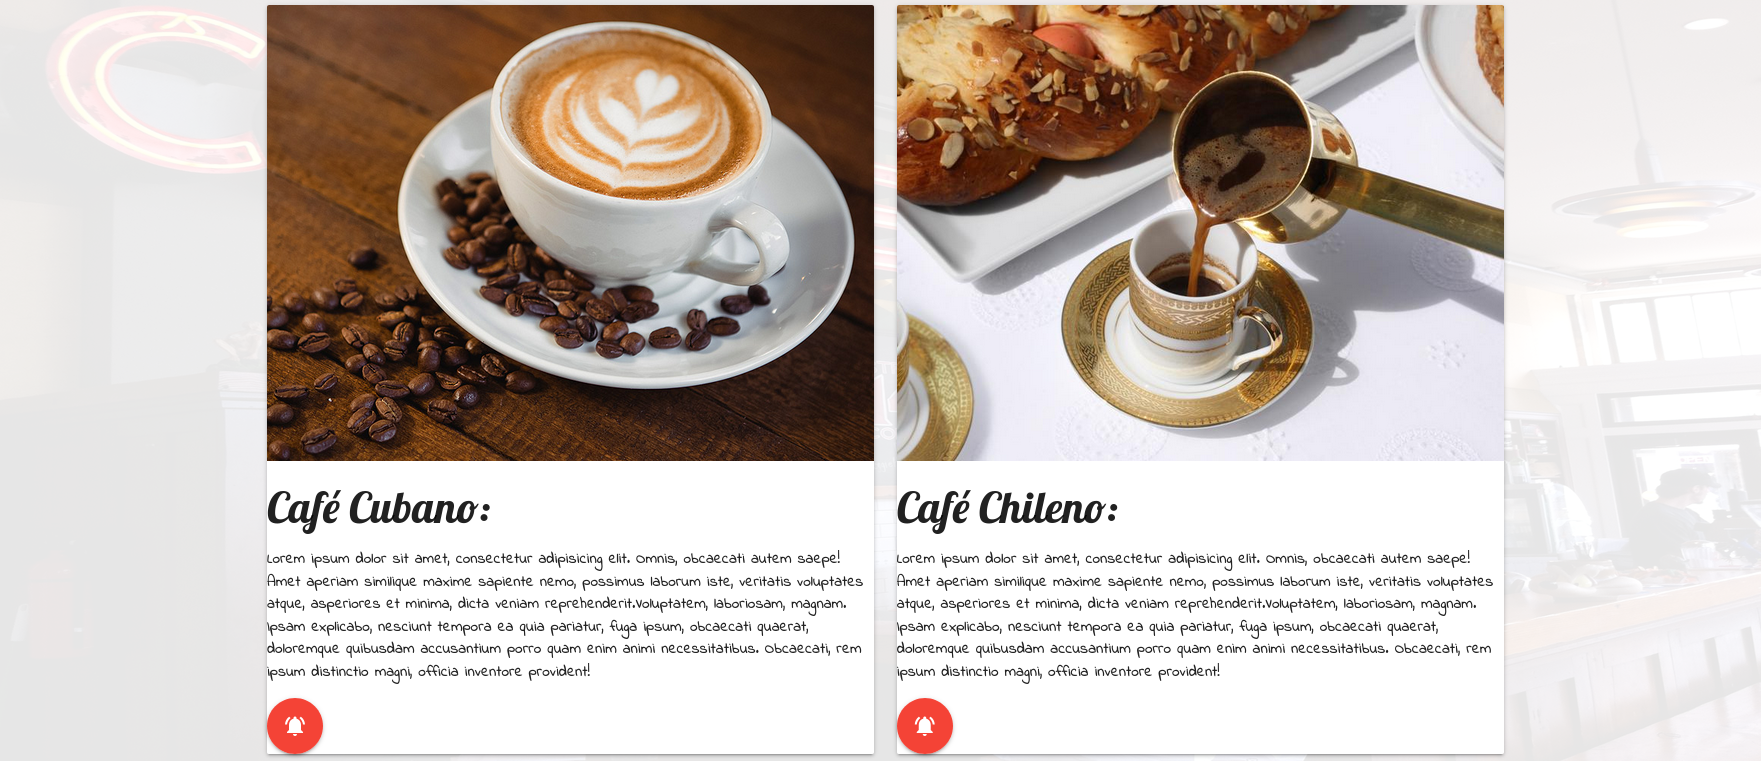 Café Cubano:
Lorem ipsum dolor sit amet, consectetur adipisicing elit. Omnis, obcaecati autem saepe!
Amet aperiam similique maxime sapiente nemo, possimus laborum iste, veritatis voluptates
atque, asperiores et minima, dicta veniam reprehenderit.Voluptatem, laboriosam, magnam.
Ipsam explicabo, nesciunt tempora ea quia pariatur, fuga ipsum, obcaecati quaerat,
doloremque quibusdam accusantium porro quam enim animi necessitatibus. Obcaecati, rem
ipsum distinctio magni, officia inventore provident!
Café Chileno:
Lorem ipsum dolor sit amet, consectetur adipisicing elit. Omnis, obcaecati autem saepe!
Amet aperiam similique maxime sapiente nemo, possimus laborum iste, veritatis voluptates
atque, asperiores et minima, dicta veniam reprehenderit.Voluptatem, laboriosam, magnam.
Ipsam explicabo, nesciunt tempora ea quia pariatur, fuga ipsum, obcaecati quaerat,
doloremque quibusdam accusantium porro quam enim animi necessitatibus. Obcaecati, rem
ipsum distinctio magni, officia inventore provident!